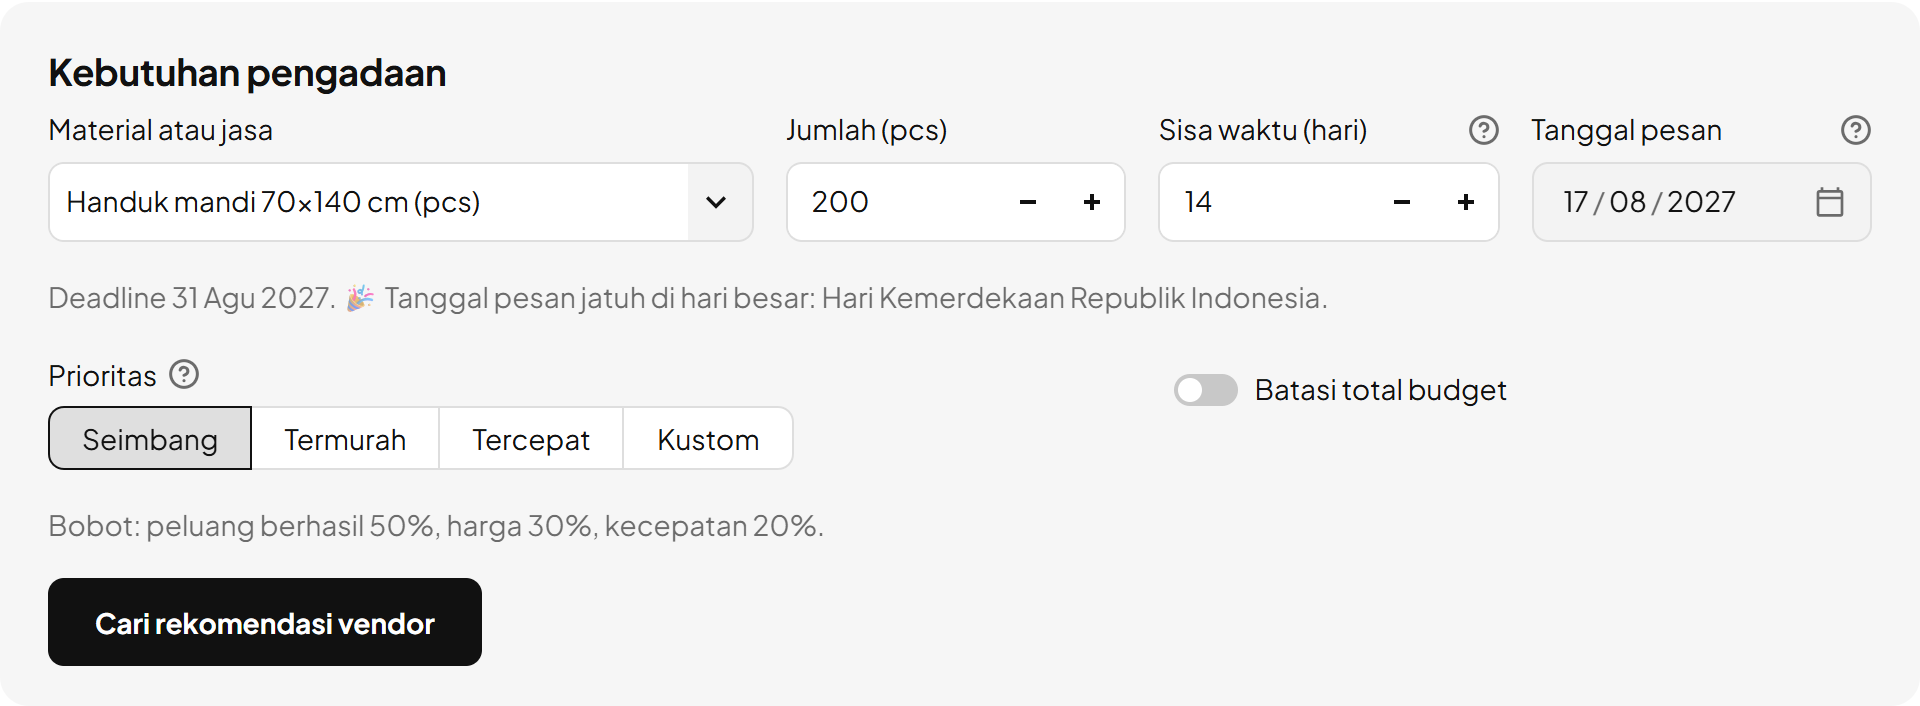 Kebutuhan pengadaan
Material atau jasa
Jumlah (pcs)
Sisa waktu (hari)
Tanggal pesan
Handuk mandi 70×140 cm (pcs)
200
14
17/08/2027
Deadline 31 Agu 2027. 🎉 Tanggal pesan jatuh di hari besar: Hari Kemerdekaan Republik Indonesia.
Prioritas
Batasi total budget
Seimbang
Termurah
Tercepat
Kustom
Bobot: peluang berhasil 50%, harga 30%, kecepatan 20%.
Cari rekomendasi vendor